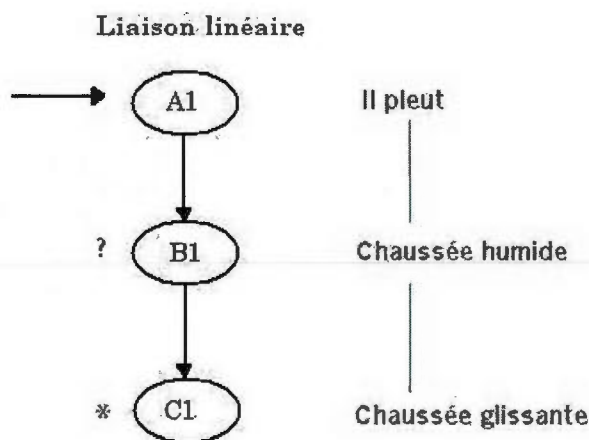 Liaison linéaire
A1 Il pleut
? B1 Chaussée humide
* C1 Chaussée glissante